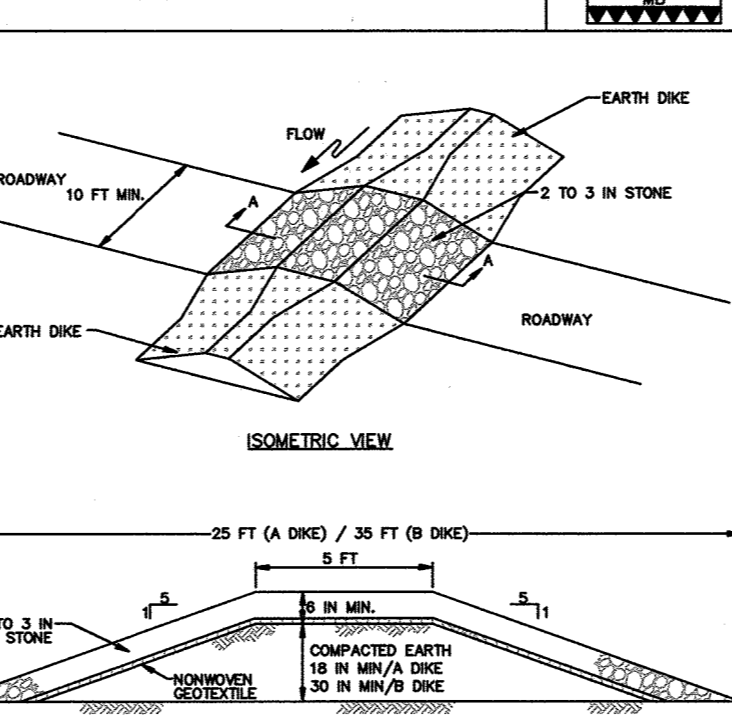 MD
EARTH DIKE
FLOW
ROADWAY
10 FT MIN.
A
2 TO 3 IN STONE
A
ROADWAY
EARTH DIKE
ISOMETRIC VIEW
25 FT (A DIKE) / 35 FT (B DIKE)
5 FT
5
1
5
1
6 IN MIN.
TO 3 IN
STONE
COMPACTED EARTH
18 IN MIN/A DIKE
30 IN MIN/B DIKE
NONWOVEN
GEOTEXTILE